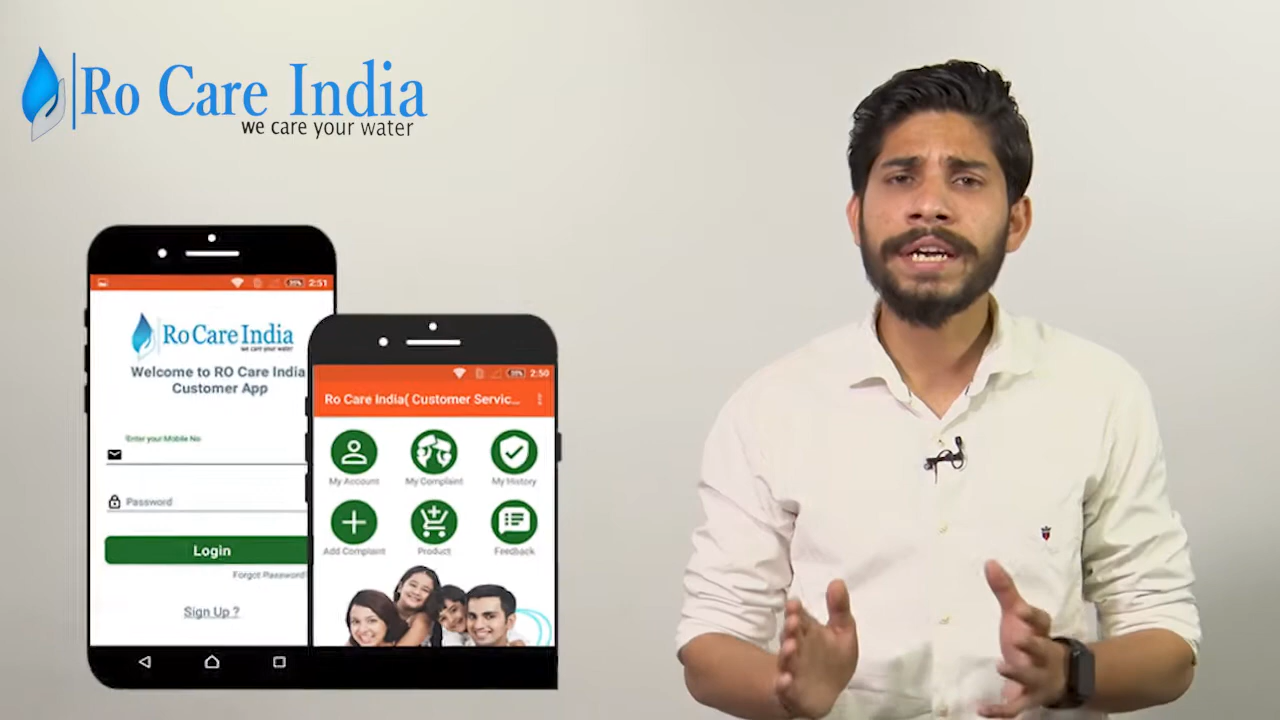 Ro Care India
we care your water
2:51
Ro Care India
we care your water
Welcome to RO Care India
Customer App
Enter your Mobile No
Password
Login
Forgot Password
Sign Up ?
2:50
Ro Care India( Customer Servic...
My Account
My Complaint
My History
Add Complaint
Product
Feedback